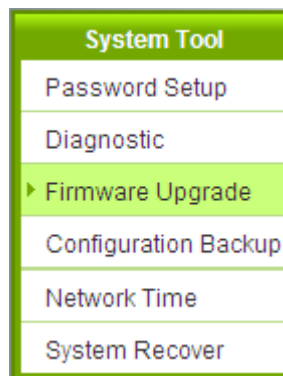 System Tool
Password Setup
Diagnostic
Firmware Upgrade
Configuration Backup
Network Time
System Recover